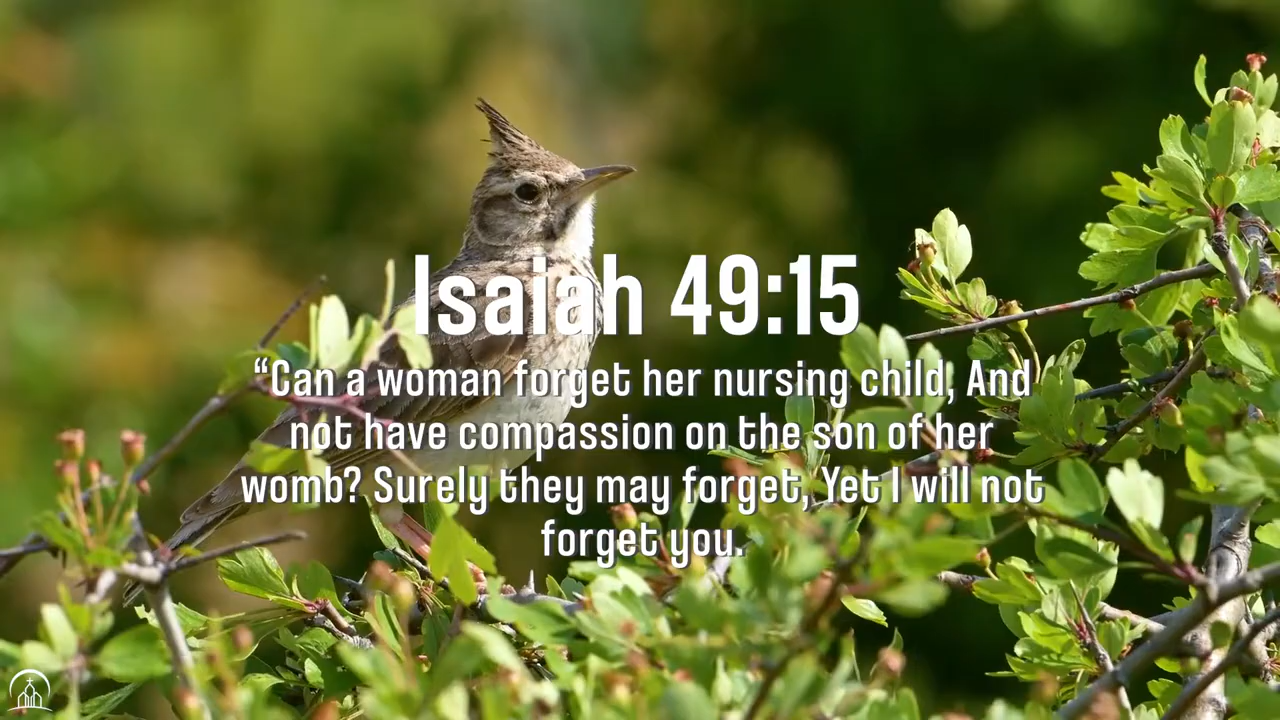 Isaiah 49:15
“Can a woman forget her nursing child, And
not have compassion on the son of her
womb? Surely they may forget, Yet I will not
forget you.